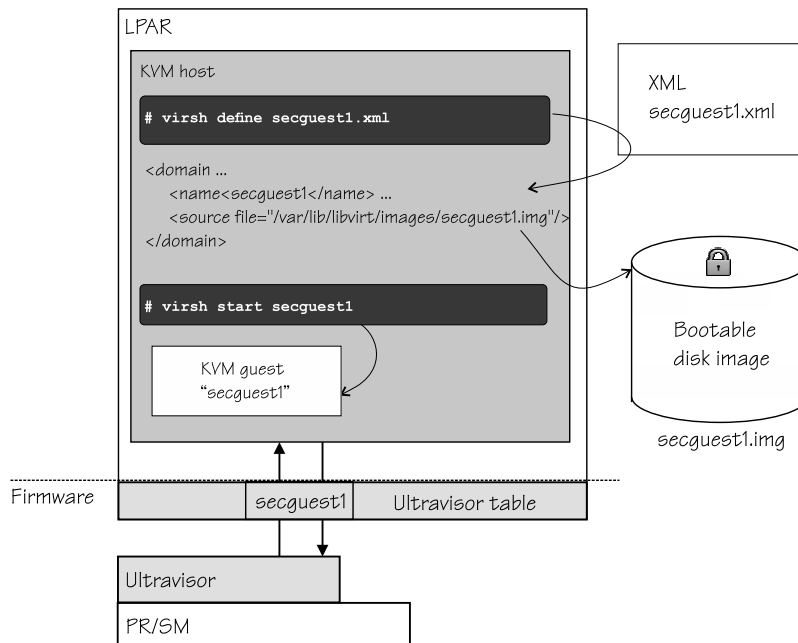 LPAR
KVM host
# virsh define secguest1.xml
<domain ...
<name<secguest1</name> ...
<source file="/var/lib/libvirt/images/secguest1.img"/>
</domain>
# virsh start secguest1
KVM guest
“secguest1”
XML
secguest1.xml
Bootable
disk image
secguest1.img
Firmware
secguest1
Ultravisor table
Ultravisor
PR/SM